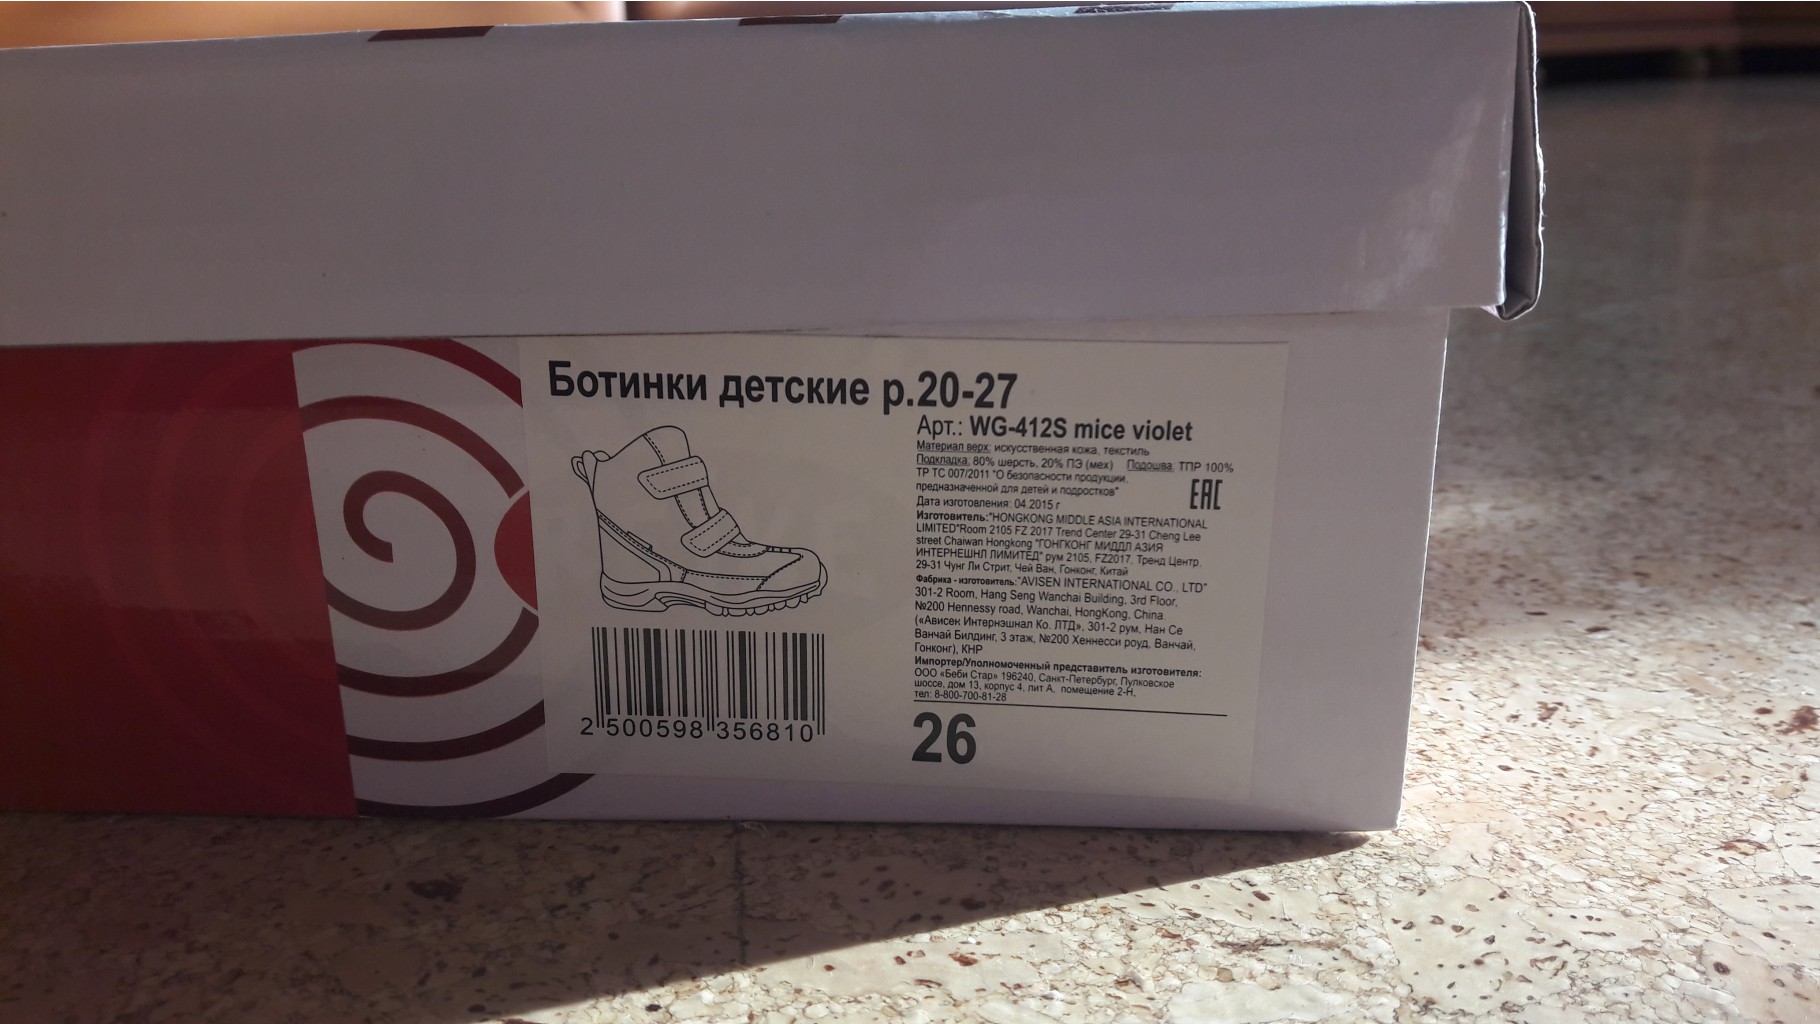 Ботинки детские р.20-27
Арт.: WG-412S mice violet
Материал верх: искусственная кожа, текстиль
Подкладка: 80% шерсть, 20% ПЭ (мех) Подошва: ТПР 100%
ТР ТС 007/2011 "О безопасности продукции,
предназначенной для детей и подростков"
EAC
Дата изготовления: 04.2015 г
Изготовитель:"HONGKONG MIDDLE ASIA INTERNATIONAL
LIMITED"Room 2105 FZ 2017 Trend Center 29-31 Cheng Lee
street Chaiwan Hongkong "ГОНГКОНГ МИДДЛ АЗИЯ
ИНТЕРНЕШНЛ ЛИМИТЕД" рум 2105, FZ2017, Тренд Центр,
29-31 Чунг Ли Стрит, Чей Ван, Гонконг, Китай
Фабрика - изготовитель:"AVISEN INTERNATIONAL CO., LTD"
301-2 Room, Hang Seng Wanchai Building, 3rd Floor,
№200 Hennessy road, Wanchai, HongKong, China.
(«Ависен Интернэшнал Ко. ЛТД», 301-2 рум, Нан Се
Ванчай Билдинг, 3 этаж, №200 Хеннесси роуд, Ванчай,
Гонконг), КНР
Импортер/Уполномоченный представитель изготовителя:
ООО «Беби Стар» 196240, Санкт-Петербург, Пулковское
шоссе, дом 13, корпус 4, лит А, помещение 2-Н,
тел: 8-800-700-81-28
2 500598 356810
26